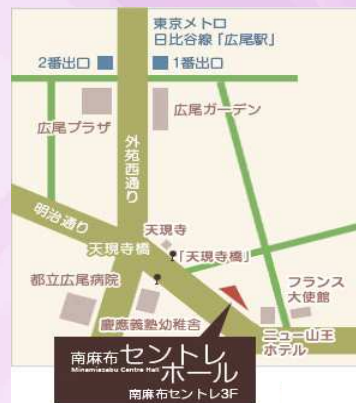 東京メトロ
日比谷線「広尾駅」
2番出口
1番出口
広尾プラザ
広尾ガーデン
外苑西通り
明治通り
天現寺
天現寺橋
「天現寺橋」
都立広尾病院
フランス
大使館
慶應義塾幼稚舎
ニュー山王
ホテル
南麻布セントレ
ホール
Minamiazabu Centre Hall
南麻布セントレ3F